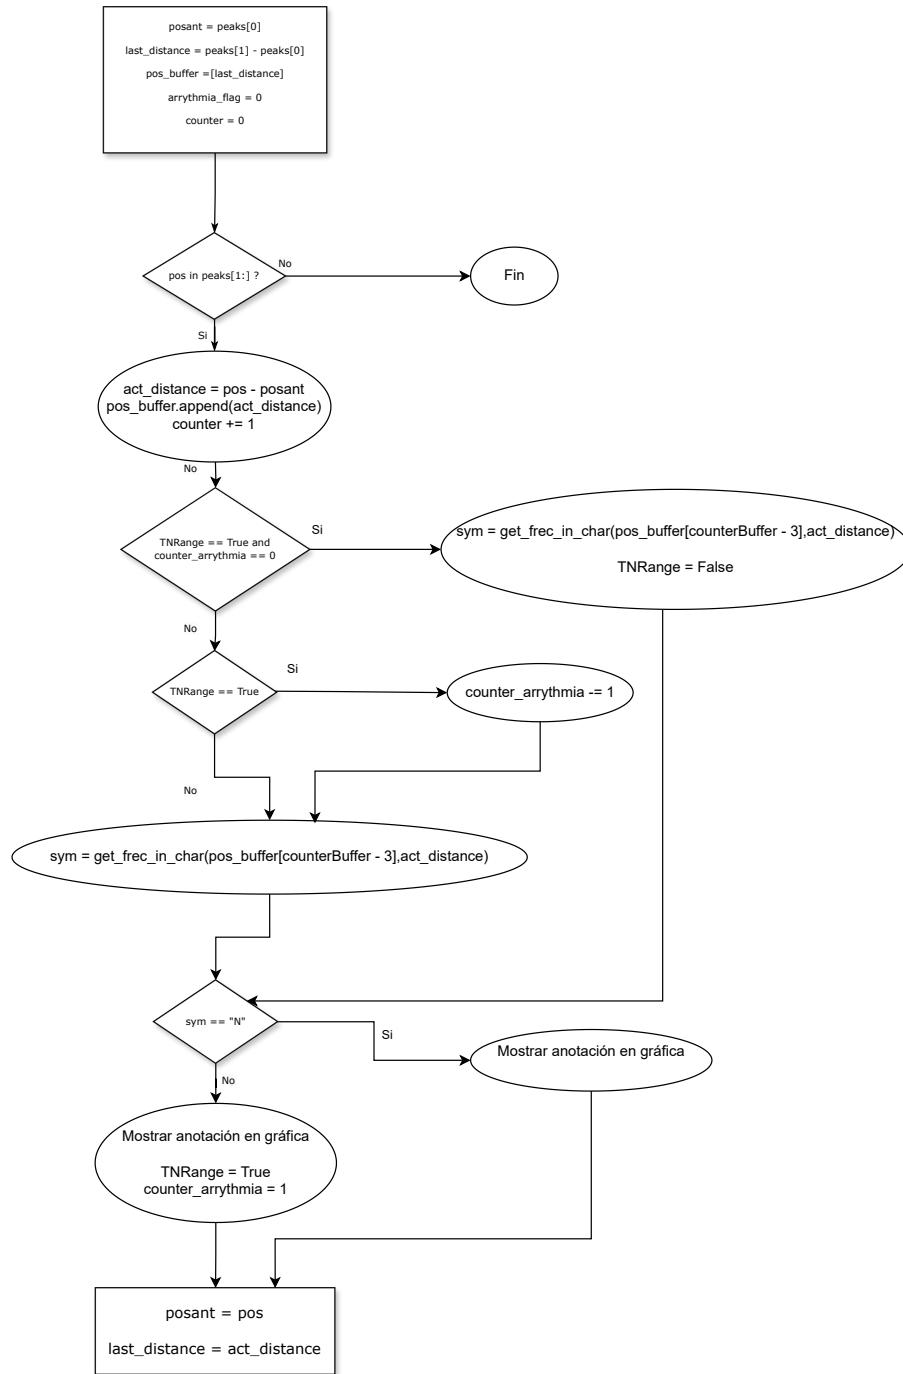 posant = peaks[0]
last_distance = peaks[1] - peaks[0]
pos_buffer =[last_distance]
arrythmia_flag = 0
counter = 0
pos in peaks[1:] ?
No
Fin
Si
act_distance = pos - posant
pos_buffer.append(act_distance)
counter += 1
No
TNRange == True and
counter_arrythmia == 0
Si
sym = get_frec_in_char(pos_buffer[counterBuffer - 3],act_distance)
TNRange = False
No
TNRange == True
Si
counter_arrythmia -= 1
No
sym = get_frec_in_char(pos_buffer[counterBuffer - 3],act_distance)
sym == "N"
Si
Mostrar anotación en gráfica
No
Mostrar anotación en gráfica
TNRange = True
counter_arrythmia = 1
posant = pos
last_distance = act_distance